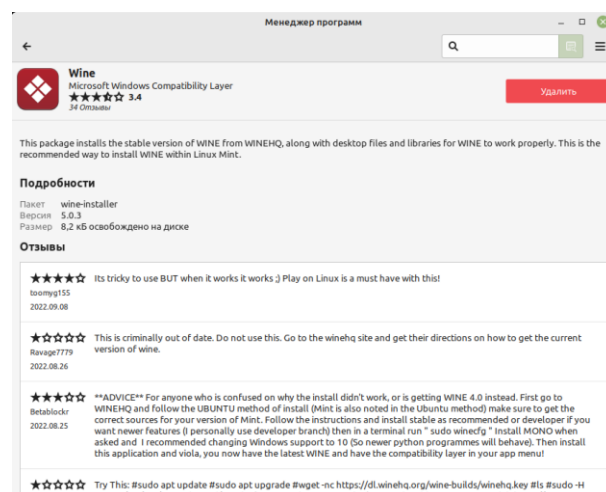 Менеджер программ
Wine
Microsoft Windows Compatibility Layer
3.4
34 Отзывы
Удалить
This package installs the stable version of WINE from WINEHQ, along with desktop files and libraries for WINE to work properly. This is the
recommended way to install WINE within Linux Mint.
Подробности
Пакет wine-installer
Версия 5.0.3
Размер 8,2 кБ освобождено на диске
Отзывы
Its tricky to use BUT when it works it works ;) Play on Linux is a must have with this!
toomyg155
2022.09.08
This is criminally out of date. Do not use this. Go to the winehq site and get their directions on how to get the current
version of wine.
Ravage7779
2022.08.26
**ADVICE** For anyone who is confused on why the install didn't work, or is getting WINE 4.0 instead. First go to
WINEHQ and follow the UBUNTU method of install (Mint is also noted in the Ubuntu method) make sure to get the
correct sources for your version of Mint. Follow the instructions and install stable as recommended or developer if you
want newer features (I personally use developer branch) then in a terminal run " sudo winecfg " Install MONO when
asked and I recommended changing Windows support to 10 (So newer python programmes will behave). Then install
this application and viola, you now have the latest WINE and have the compatibility layer in your app menu!
Betablockr
2022.08.25
Try This: #sudo apt update #sudo apt upgrade #wget -nc https://dl.winehq.org/wine-builds/winehq.key #ls #sudo -H